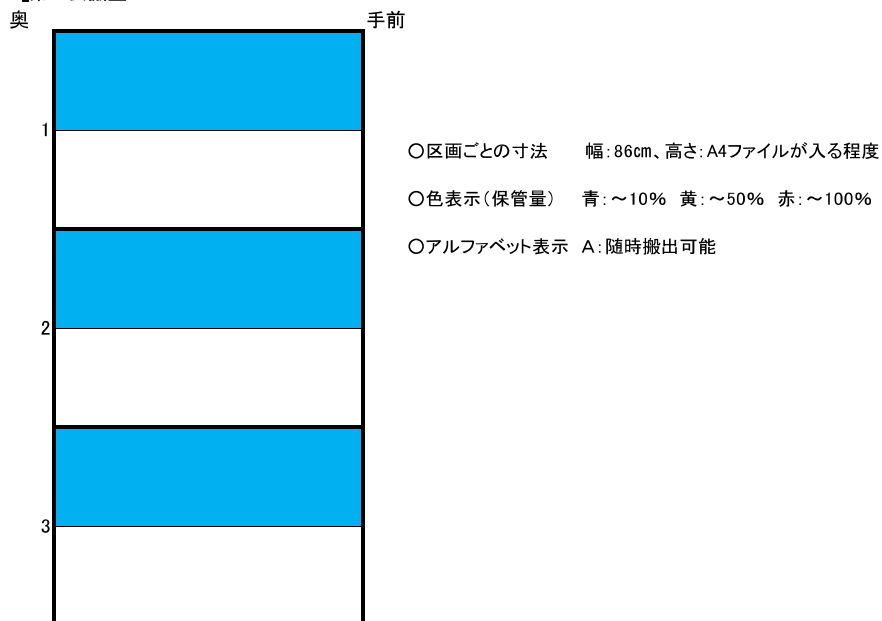 奥
手前
1
○区画ごとの寸法 幅:86㎝、高さ:A4ファイルが入る程度
○色表示(保管量) 青:~10% 黄:~50% 赤:~100%
○アルファベット表示 A:随時搬出可能
2
3